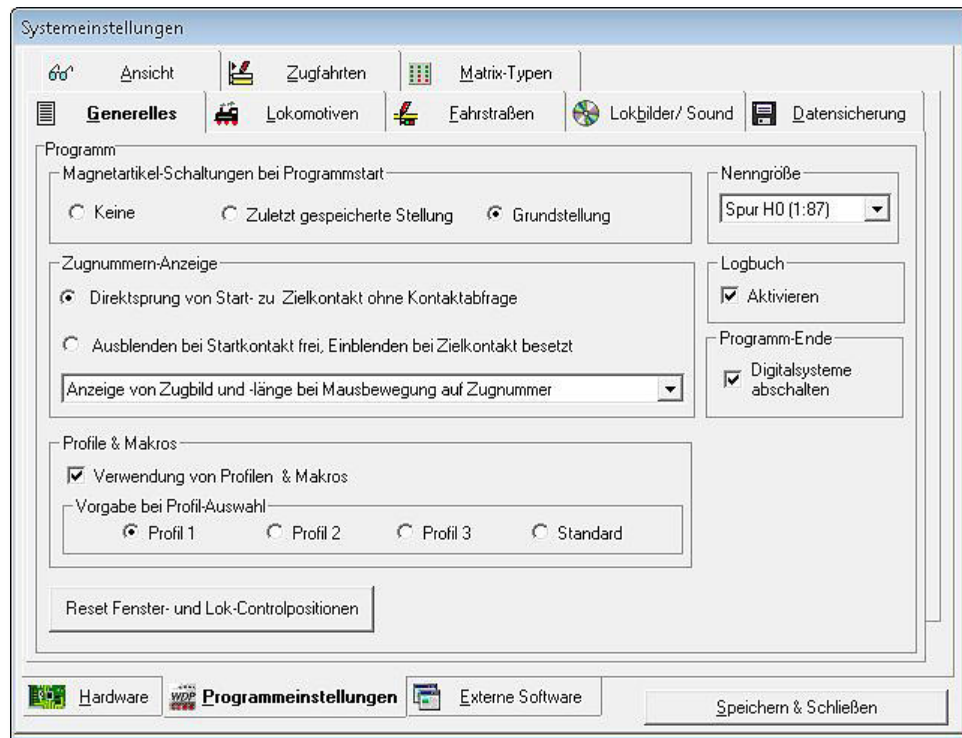 Systemeinstellungen
Ansicht
Zugfahrten
Matrix-Typen
Generelles
Lokomotiven
Fahrstraßen
Lokbilder/ Sound
Datensicherung
Programm
Magnetartikel-Schaltungen bei Programmstart
Keine
Zuletzt gespeicherte Stellung
Grundstellung
Nenngröße
Spur H0 (1:87)
Zugnummern-Anzeige
Direktsprung von Start- zu Zielkontakt ohne Kontaktabfrage
Ausblenden bei Startkontakt frei, Einblenden bei Zielkontakt besetzt
Anzeige von Zugbild und -länge bei Mausbewegung auf Zugnummer
Logbuch
Aktivieren
Programm-Ende
Digitalsysteme
abschalten
Profile & Makros
Verwendung von Profilen & Makros
Vorgabe bei Profil-Auswahl
Profil 1
Profil 2
Profil 3
Standard
Reset Fenster- und Lok-Controlpositionen
Hardware
WDP
Programmeinstellungen
Externe Software
Speichern & Schließen